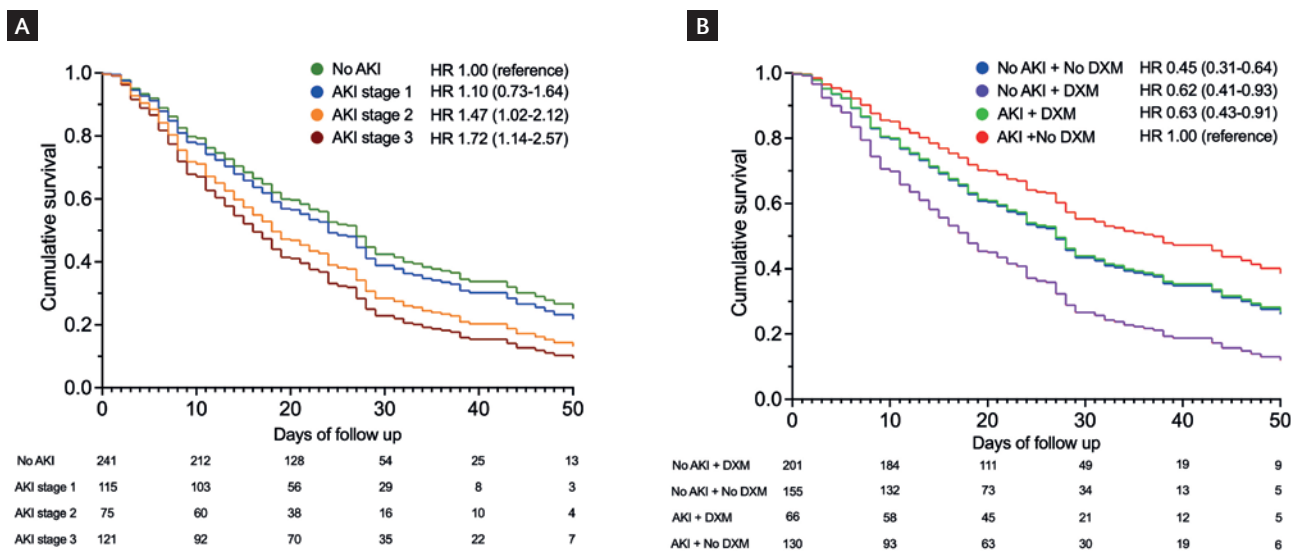 A
No AKI HR 1.00 (reference)
AKI stage 1 HR 1.10 (0.73-1.64)
AKI stage 2 HR 1.47 (1.02-2.12)
AKI stage 3 HR 1.72 (1.14-2.57)
Cumulative survival
1.0
0.8
0.6
0.4
0.2
0.0
0 10 20 30 40 50
Days of follow up
No AKI 241 212 128 54 25 13
AKI stage 1 115 103 56 29 8 3
AKI stage 2 75 60 38 16 10 4
AKI stage 3 121 92 70 35 22 7
B
No AKI + No DXM HR 0.45 (0.31-0.64)
No AKI + DXM HR 0.62 (0.41-0.93)
AKI + DXM HR 0.63 (0.43-0.91)
AKI +No DXM HR 1.00 (reference)
Cumulative survival
1.0
0.8
0.6
0.4
0.2
0.0
0 10 20 30 40 50
Days of follow up
No AKI + DXM 201 184 111 49 19 9
No AKI + No DXM 155 132 73 34 13 5
AKI + DXM 66 58 45 21 12 5
AKI + No DXM 130 93 63 30 19 6